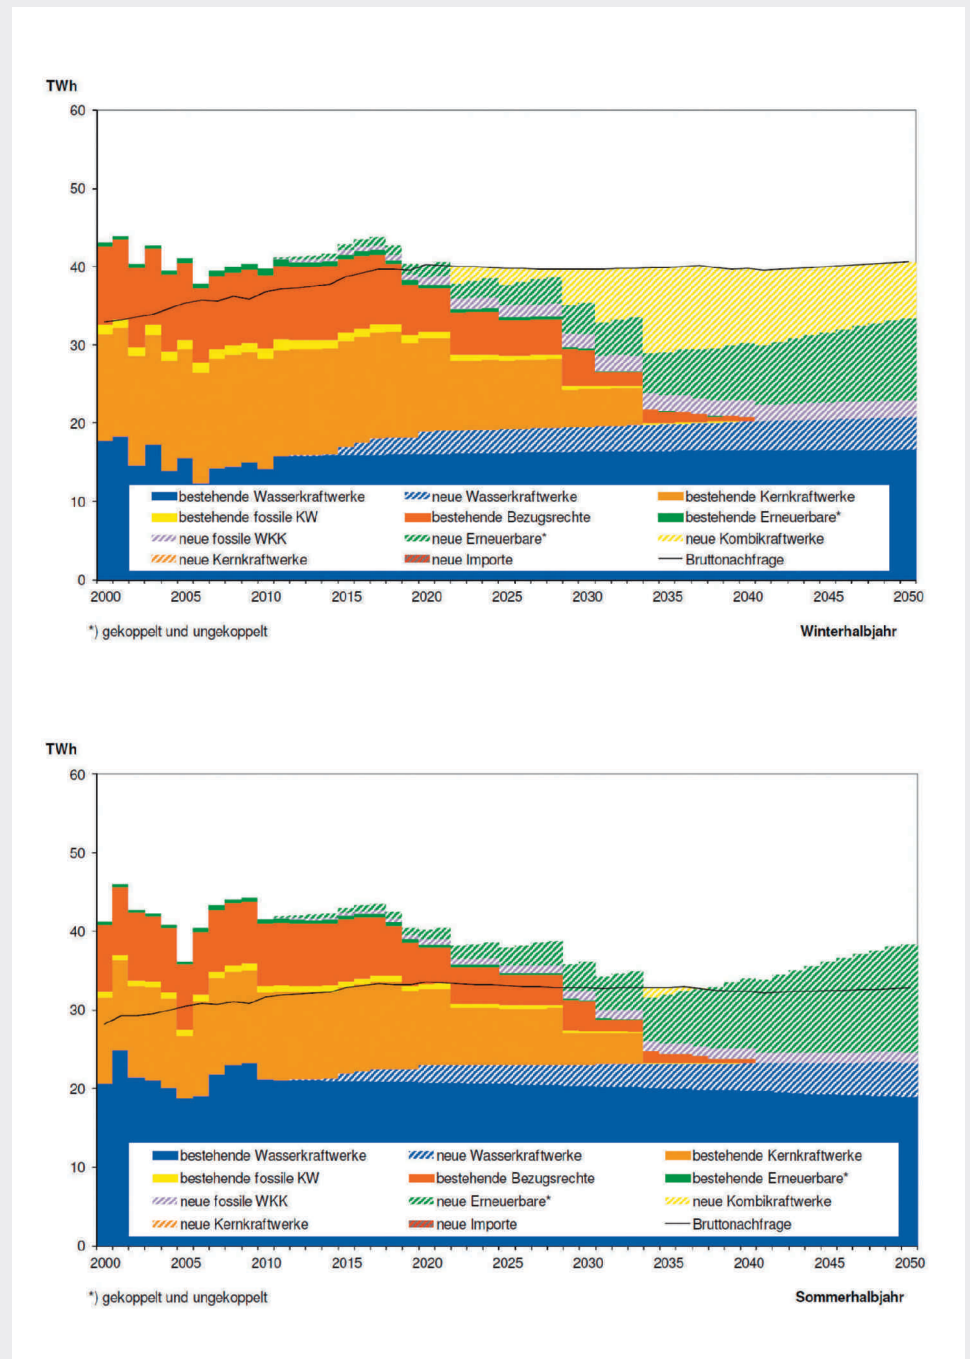 TWh
60
50
40
30
20
10
0
bestehende Wasserkraftwerke neue Wasserkraftwerke bestehende Kernkraftwerke
bestehende fossile KW bestehende Bezugsrechte bestehende Erneuerbare*
neue fossile WKK neue Erneuerbare* neue Kombikraftwerke
neue Kernkraftwerke neue Importe Bruttonachfrage
2000 2005 2010 2015 2020 2025 2030 2035 2040 2045 2050
*) gekoppelt und ungekoppelt Winterhalbjahr
TWh
60
50
40
30
20
10
0
bestehende Wasserkraftwerke neue Wasserkraftwerke bestehende Kernkraftwerke
bestehende fossile KW bestehende Bezugsrechte bestehende Erneuerbare*
neue fossile WKK neue Erneuerbare* neue Kombikraftwerke
neue Kernkraftwerke neue Importe Bruttonachfrage
2000 2005 2010 2015 2020 2025 2030 2035 2040 2045 2050
*) gekoppelt und ungekoppelt Sommerhalbjahr